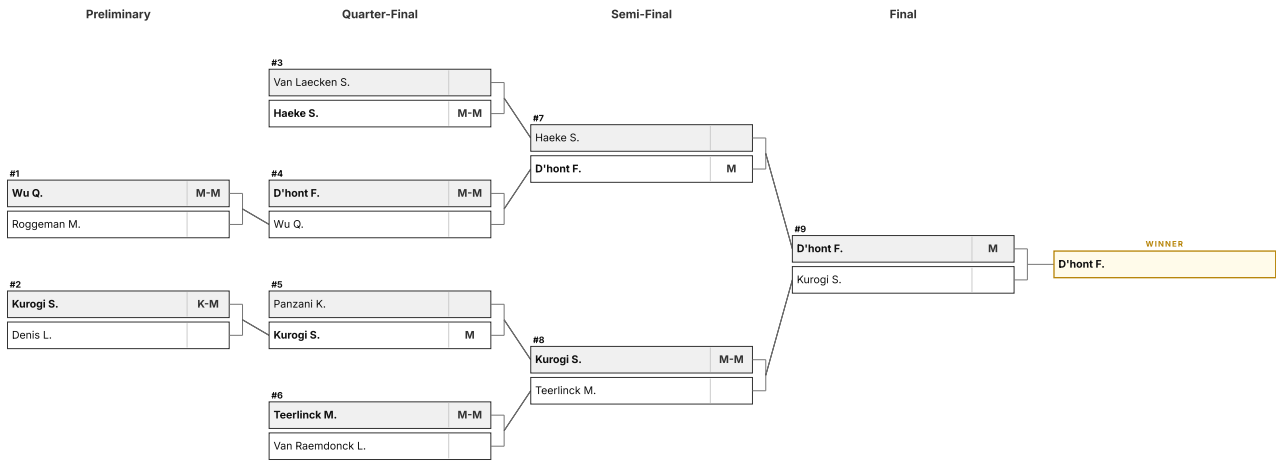 Preliminary
Quarter-Final
Semi-Final
Final
#3
Van Laecken S.
Haeke S. M-M
#7
Haeke S.
D'hont F. M
#1
Wu Q. M-M
Roggeman M.
#4
D'hont F. M-M
Wu Q.
#9
D'hont F. M
Kurogi S.
WINNER
D'hont F.
#2
Kurogi S. K-M
Denis L.
#5
Panzani K.
Kurogi S. M
#8
Kurogi S. M-M
Teerlinck M.
#6
Teerlinck M. M-M
Van Raemdonck L.